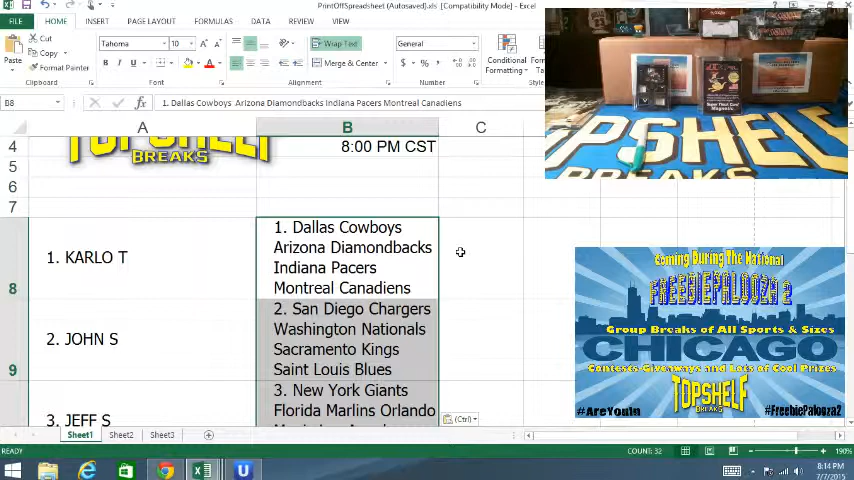 PrintOffSpreadsheet (Autosaved).xls [Compatibility Mode] - Excel
FILE HOME INSERT PAGE LAYOUT FORMULAS DATA REVIEW
Cut
Copy
Paste
Format Painter
Clipboard
Tahoma 10
Font
Wrap Text
Merge & Center
Alignment
General
Number
Conditional
Formatting
B8
1. Dallas Cowboys Arizona Diamondbacks Indiana Pacers Montreal Canadiens
A B C
4 TOPSHELF
BREAKS
8:00 PM CST
5
6
7
8
1. KARLO T
1. Dallas Cowboys
Arizona Diamondbacks
Indiana Pacers
Montreal Canadiens
9
2. JOHN S
2. San Diego Chargers
Washington Nationals
Sacramento Kings
Saint Louis Blues
3. JEFF S
3. New York Giants
Florida Marlins Orlando
(Ctrl)
TOPSHELF
Coming During The National
FREEBIEPALOOZA 2
Group Breaks of All Sports & Sizes
CHICAGO
Contests-Giveaways and Lots of Cool Prizes
TOPSHELF
BREAKS
#AreYouIn
#FreebiePalooza2
Sheet1 Sheet2 Sheet3
READY
COUNT: 32
190%
8:14 PM
7/7/2015